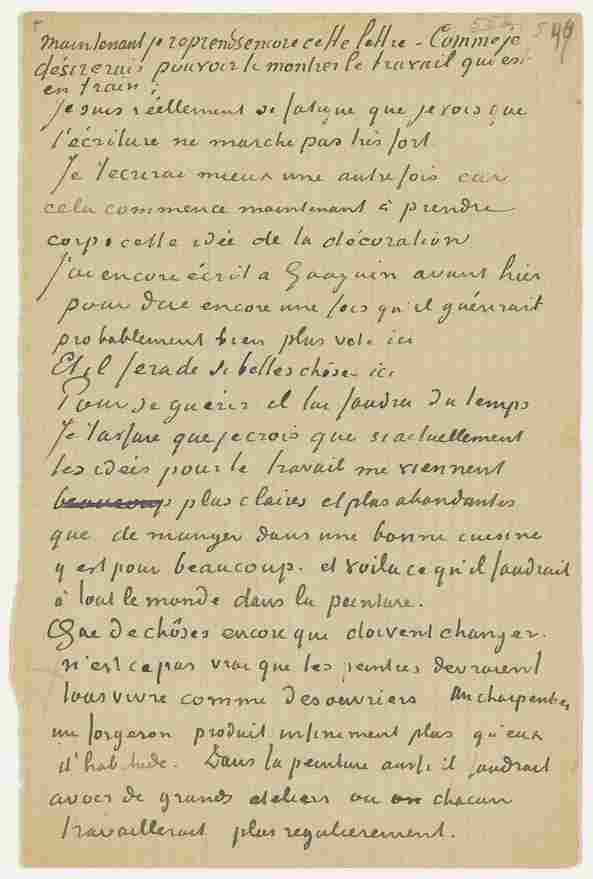 maintenant je reprends encore cette lettre - Comme je
désirerais pouvoir te montrer le travail qui est
en train;
Je suis réellement si fatigué que je vois que
l'écriture ne marche pas très fort.
Je t'ecrirai mieux une autre fois car
cela commence maintenant à prendre
corps cette idée de la décoration
J'ai encore écrit a Gauguin avant hier
pour dire encore une fois qu'il guérirait
probablement bien plus vite ici
Et il fera de si belles chôses ici
Pour se guérir il lui faudra du temps
Je t'assure que je crois que si actuellement
les idées pour le travail me viennent
beaucoup plus claires et plus abondantes
que de manger dans une bonne cuisine
y est pour beaucoup. et voila ce qu'il faudrait
à tout le monde dans la peinture.
Que de chôses encore qui doivent changer.
n'est ce pas vrai que les peintres devraient
tous vivre comme des ouvriers Un charpentier,
un forgeron produit infiniment plus qu'eux
d'habitude. Dans la peinture aussi il faudrait
avoir de grands ateliers ou chacun
travaillerait plus regulierement.